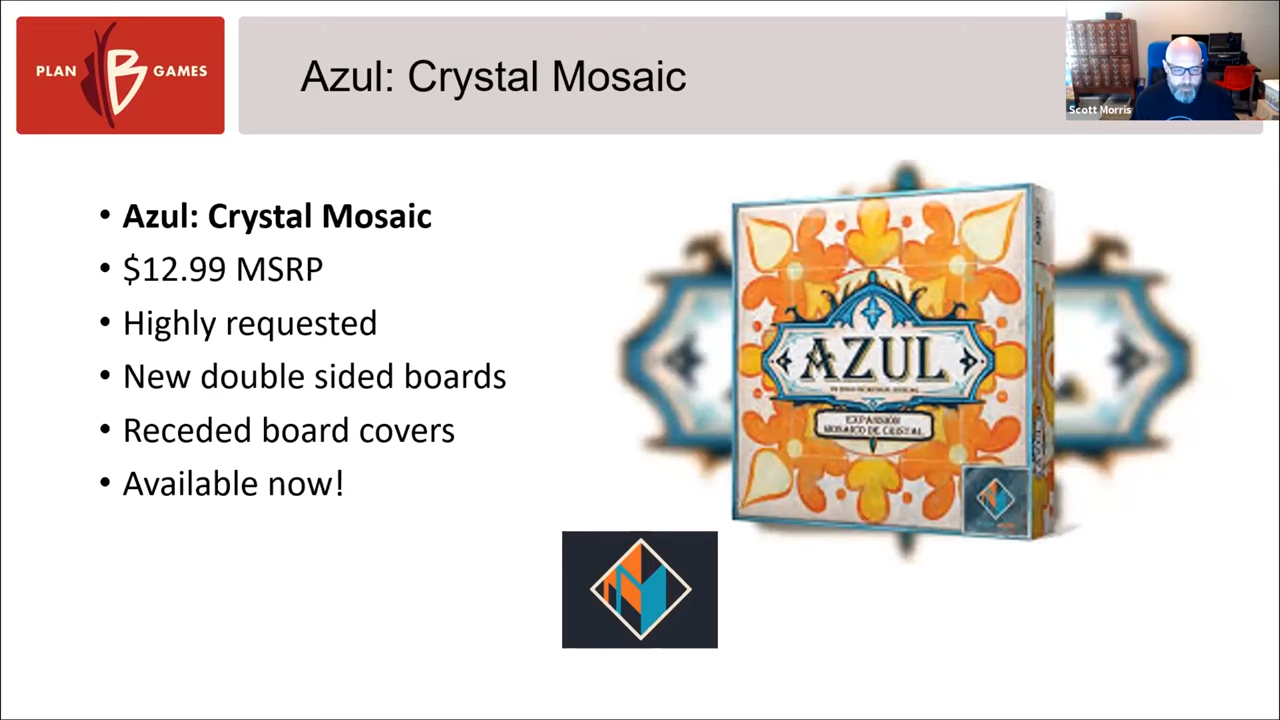 PLAN B GAMES
Azul: Crystal Mosaic
Scott Morris
• Azul: Crystal Mosaic
• $12.99 MSRP
• Highly requested
• New double sided boards
• Receded board covers
• Available now!
AZUL
EXPANSIÓN
MOSAICO DE CRISTAL